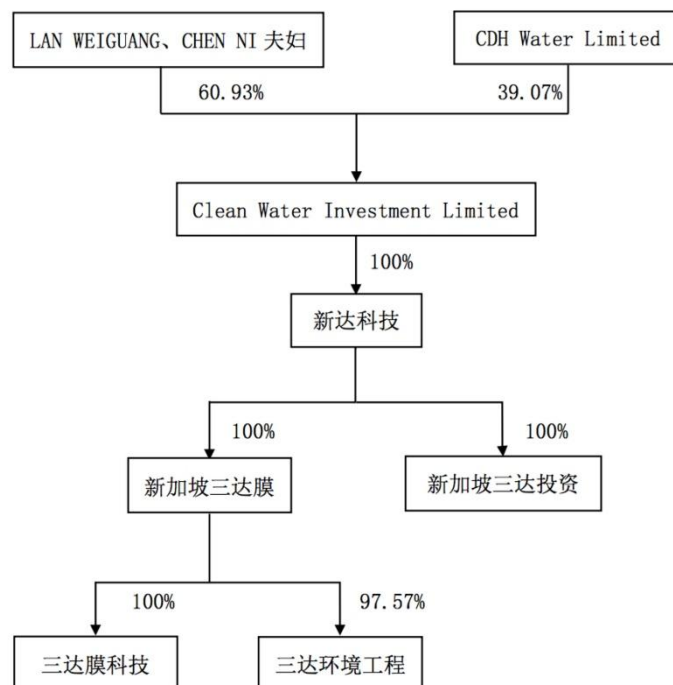 LAN WEIGUANG、CHEN NI 夫妇
CDH Water Limited
60.93%
39.07%
Clean Water Investment Limited
100%
新达科技
100%
100%
新加坡三达膜
新加坡三达投资
100%
97.57%
三达膜科技
三达环境工程